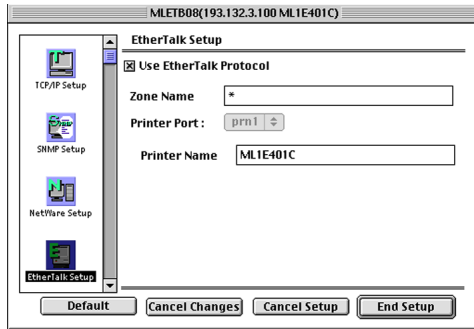 MLETB08(193.132.3.100 ML1E401C)
TCP/IP Setup
SNMP Setup
NetWare Setup
EtherTalk Setup
EtherTalk Setup
Use EtherTalk Protocol
Zone Name *
Printer Port : prn1
Printer Name ML1E401C
Default Cancel Changes Cancel Setup End Setup